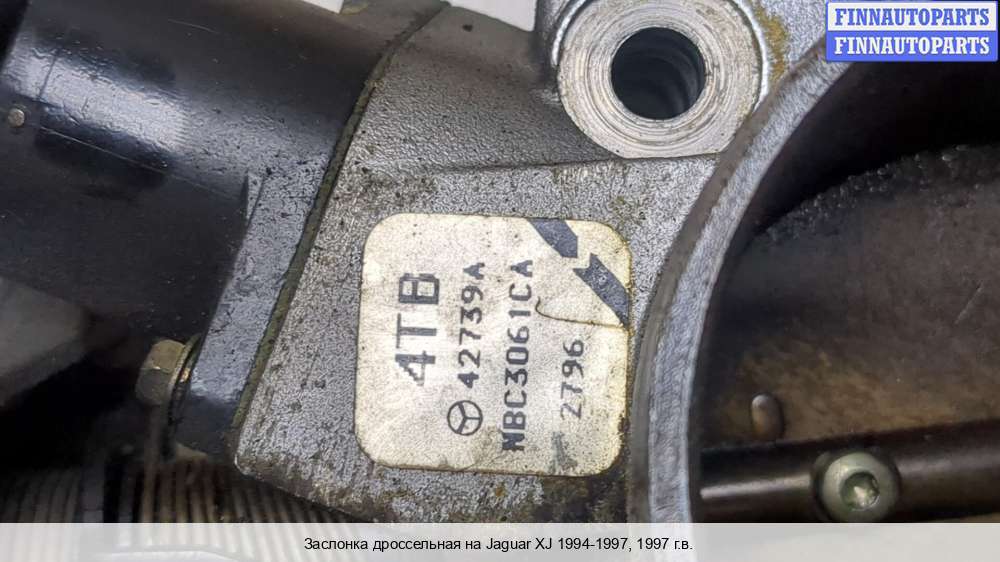 FINNAUTOPARTS
FINNAUTOPARTS
4TB
42739A
NBC3061CA
2796
Заслонка дроссельная на Jaguar XJ 1994-1997, 1997 г.в.